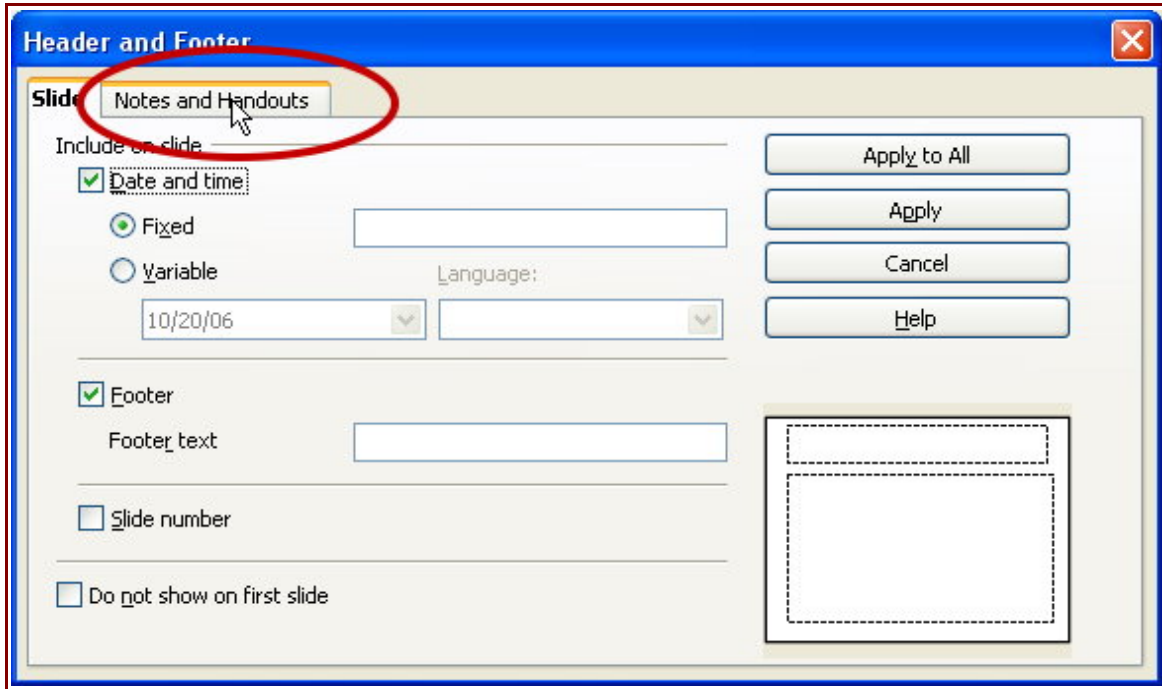 Header and Footer
Slide Notes and Handouts
Include on slide
Date and time
Fixed
Variable
Language:
10/20/06
Footer
Footer text
Slide number
Do not show on first slide
Apply to All
Apply
Cancel
Help